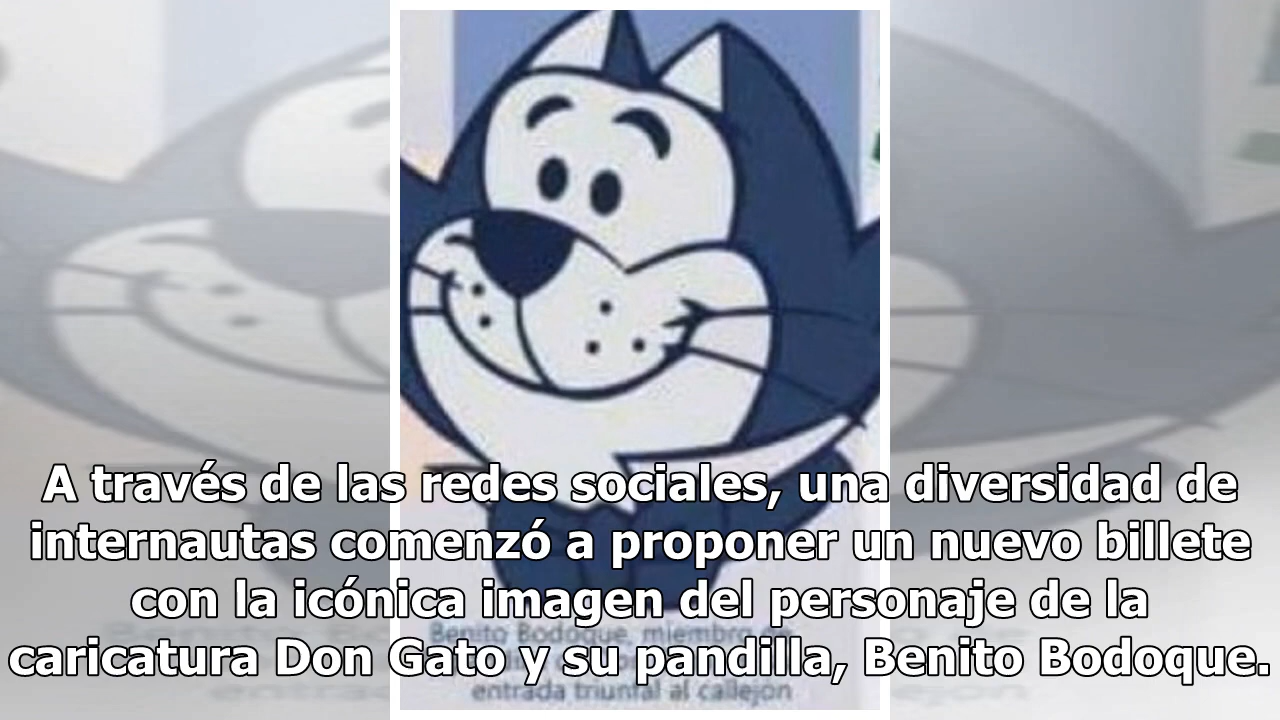 A través de las redes sociales, una diversidad de
internautas comenzó a proponer un nuevo billete
con la icónica imagen del personaje de la
Benito Bodoque, miembro
caricatura Don Gato y su pandilla, Benito Bodoque.
entrada triunfal al callejón